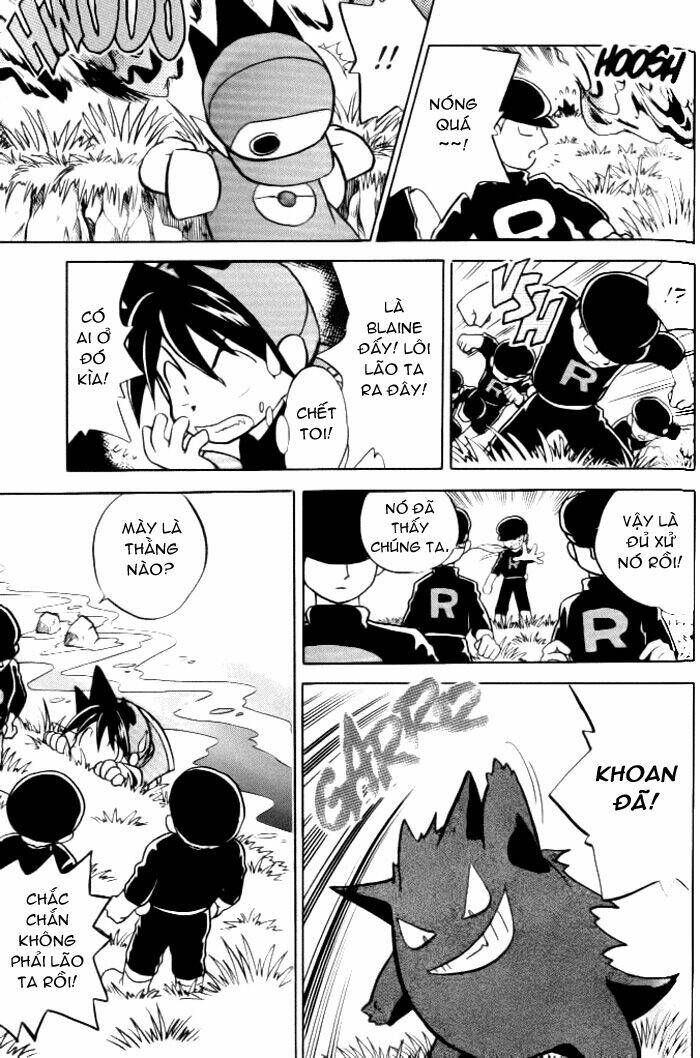 HOOSH
NÓNG
QUÁ
~~!
!!
HWOOO
R
!?
VSH
R
LÀ
BLAINE
ĐẤY! LÔI
LÃO TA
RA ĐÂY!
CHẾT
TOI!
CÓ
AI Ở
ĐÓ
KÌA!
VẬY LÀ
ĐỦ XỬ
NÓ RỒI!
NÓ ĐÃ
THẤY
CHÚNG TA.
R
R
MÀY LÀ
THẰNG
NÀO?
CHẮC
CHẮN
KHÔNG
PHẢI LÃO
TA RỒI!
KHOAN
ĐÃ!
GARRR